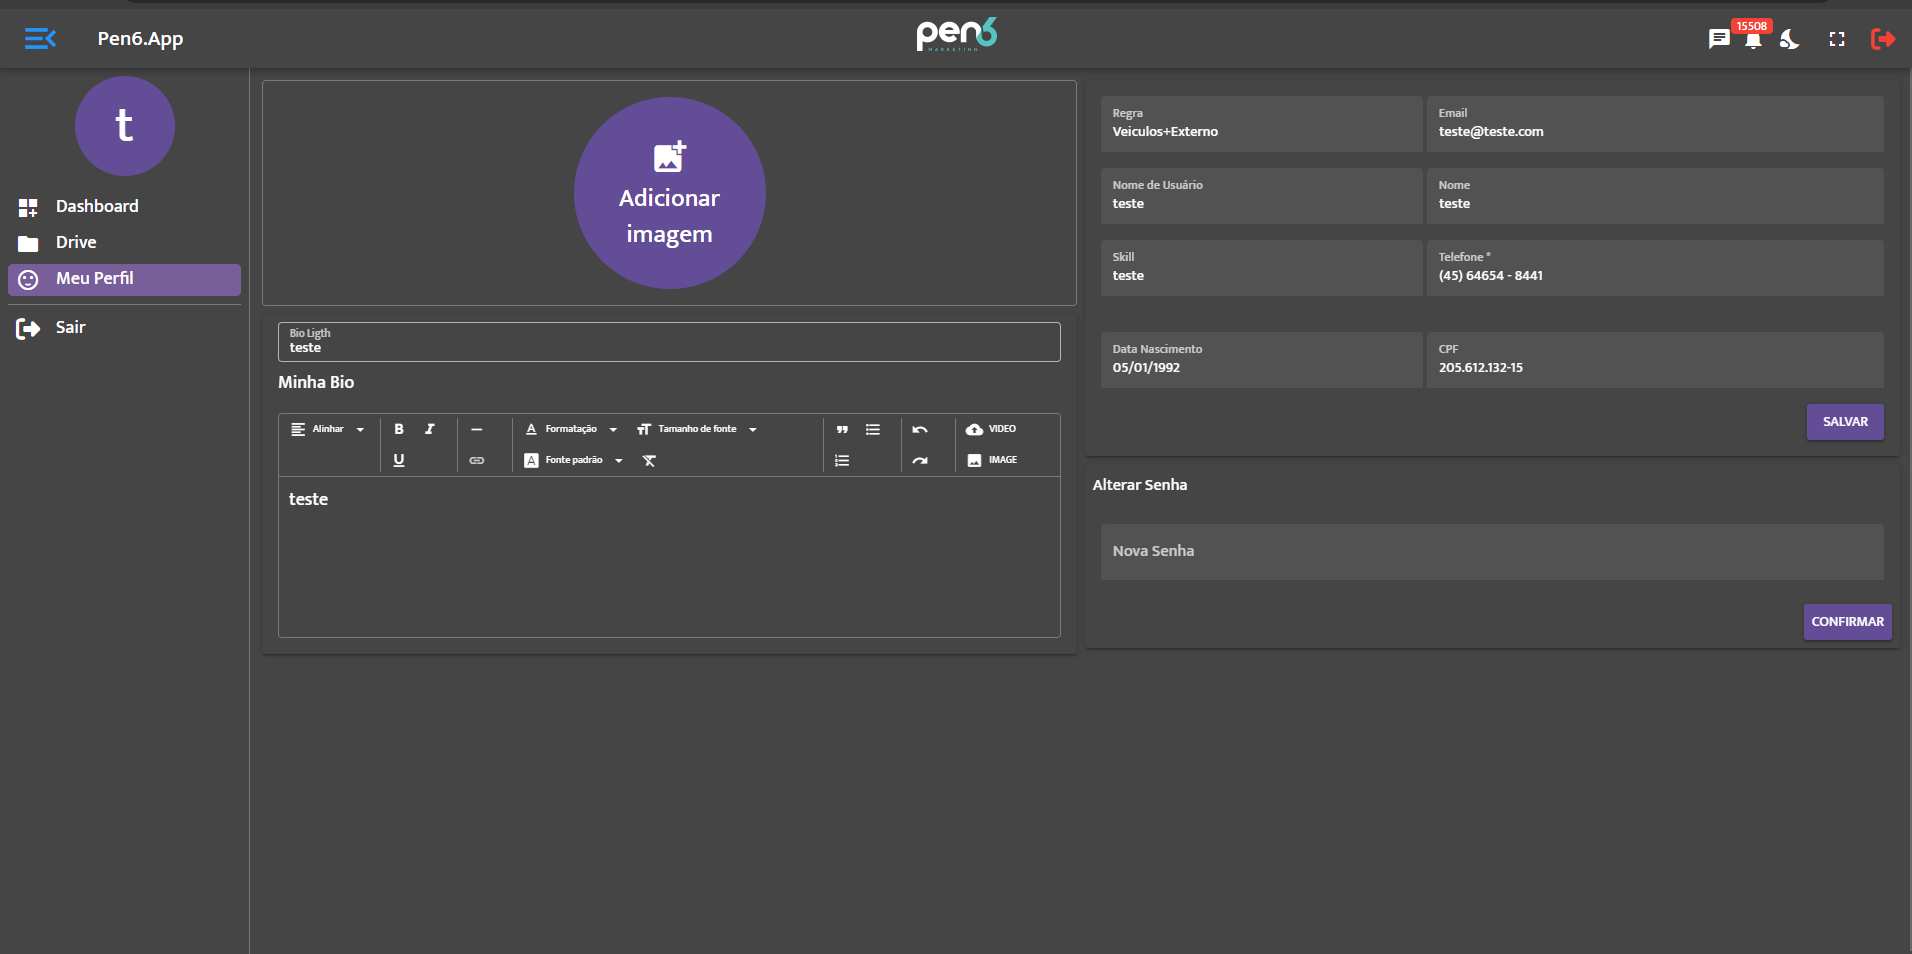 Pen6.App
pen6
MARKETING
15508
t
Dashboard
Drive
Meu Perfil
Sair
Adicionar
imagem
Bio Ligth
teste
Minha Bio
Alinhar
B I
U
A Formatação
Tamanho de fonte
A Fonte padrão
VIDEO
IMAGE
teste
Regra
Veiculos+Externo
Email
teste@teste.com
Nome de Usuário
teste
Nome
teste
Skill
teste
Telefone *
(45) 64654 - 8441
Data Nascimento
05/01/1992
CPF
205.612.132-15
SALVAR
Alterar Senha
Nova Senha
CONFIRMAR